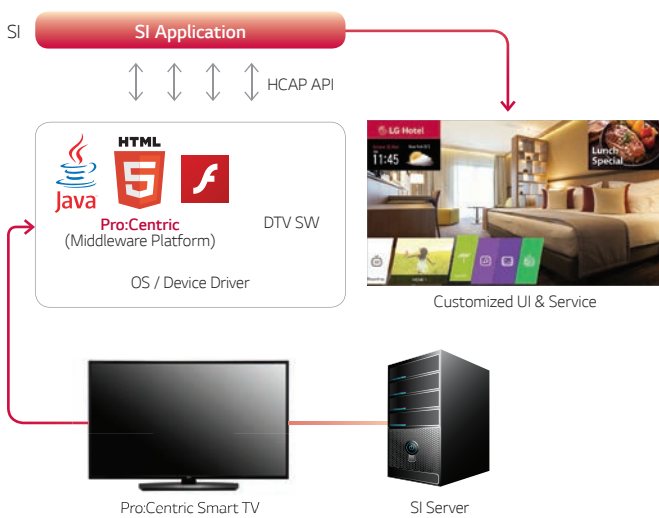 SI
SI Application
HCAP API
HTML
5
Java
Pro:Centric
(Middleware Platform)
DTV SW
OS / Device Driver
LG Hotel
11:45
Lunch
Special
Customized UI & Service
Pro:Centric Smart TV
SI Server